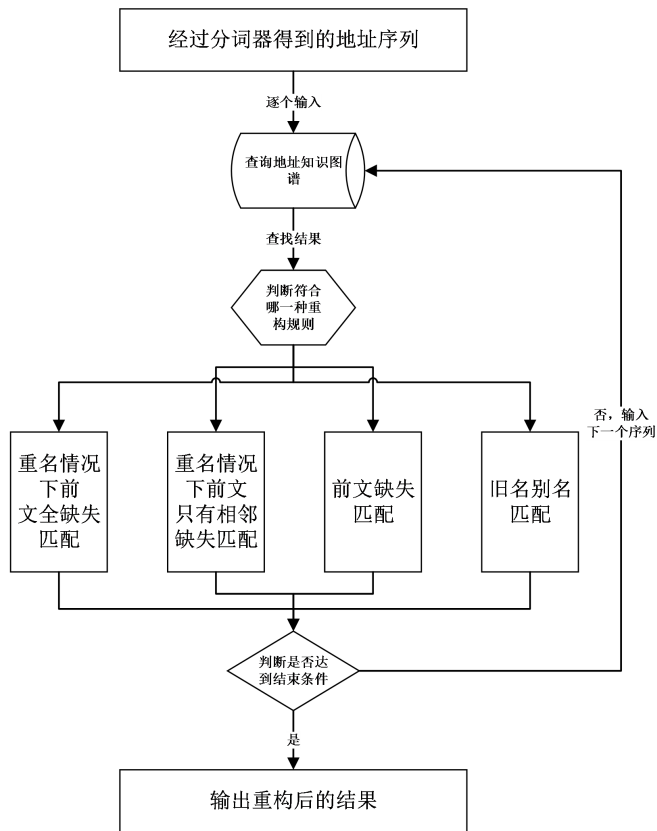 经过分词器得到的地址序列
逐个输入
查询地址知识图
谱
查找结果
判断符合
哪一种重
构规则
重名情况
下前
文全缺失
匹配
重名情况
下前文
只有相邻
缺失匹配
前文缺失
匹配
旧名别名
匹配
否，输入
下一个序列
判断是否达
到结束条件
是
输出重构后的结果